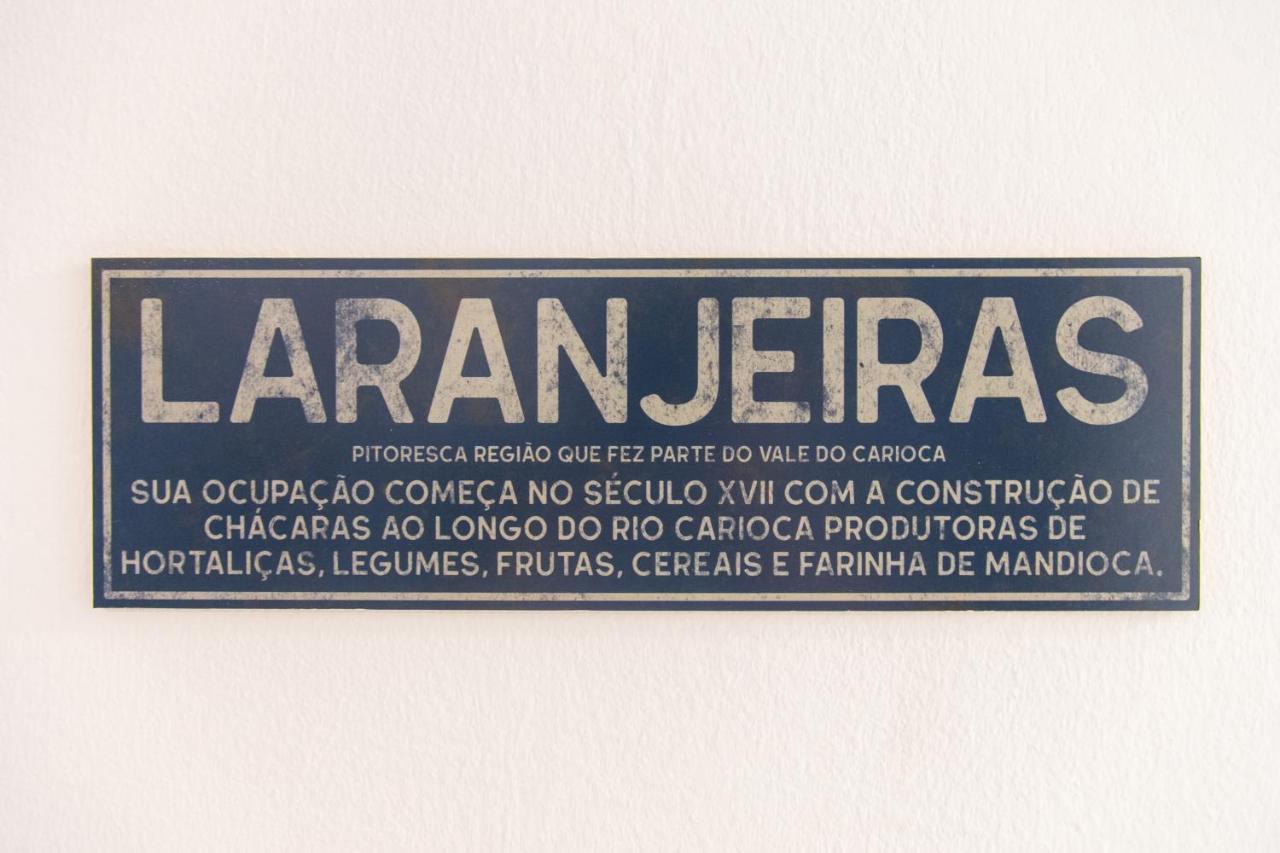 LARANJEIRAS
PITORESCA REGIÃO QUE FEZ PARTE DO VALE DO CARIOCA
SUA OCUPAÇÃO COMEÇA NO SÉCULO XVII COM A CONSTRUÇÃO DE
CHÁCARAS AO LONGO DO RIO CARIOCA PRODUTORAS DE
HORTALIÇAS, LEGUMES, FRUTAS, CEREAIS E FARINHA DE MANDIOCA.